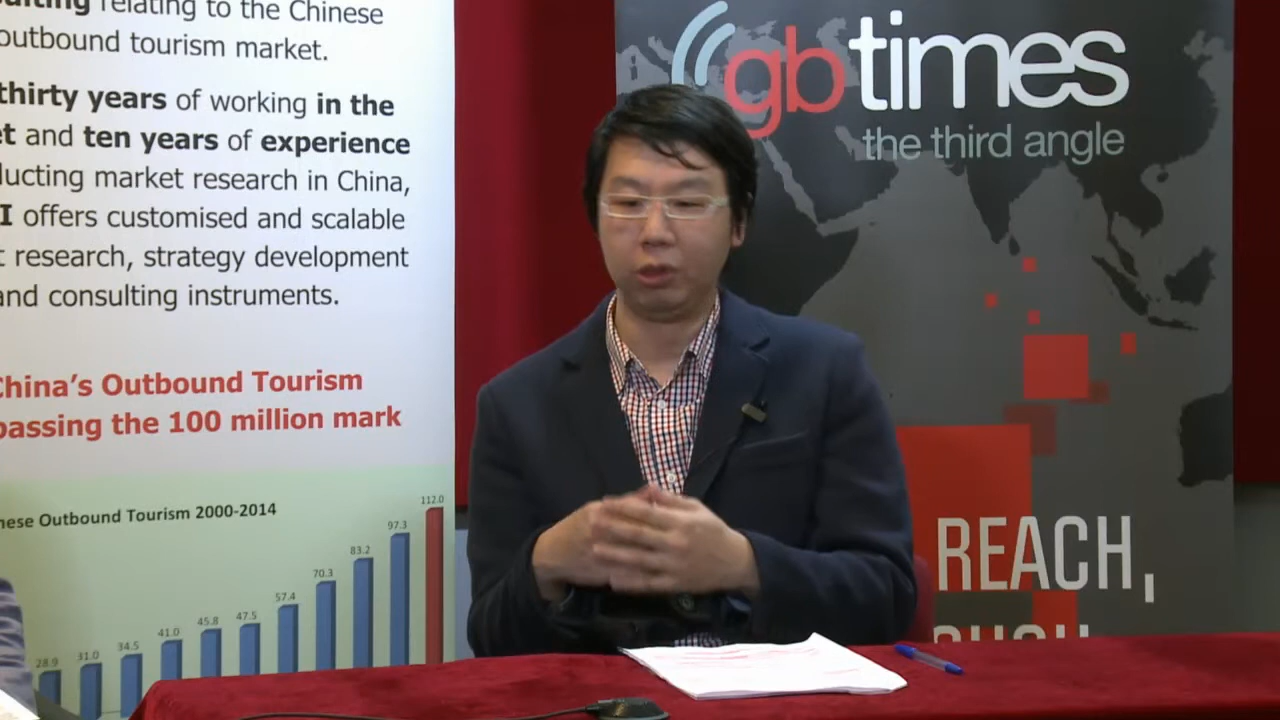 relating to the Chinese
outbound tourism market.
thirty years of working in the
and ten years of experience
market research in China,
offers customised and scalable
research, strategy development
and consulting instruments.
China's Outbound Tourism
passing the 100 million mark
Outbound Tourism 2000-2014
28.9
31.0
34.5
41.0
45.8
47.5
57.4
70.3
83.2
97.3
112.0
gbtimes
the third angle
REACH,